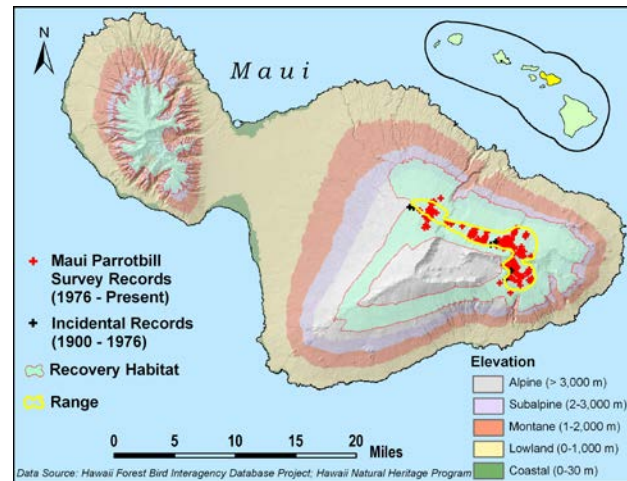 N
Maui
Maui Parrotbill
Survey Records
(1976 - Present)
Incidental Records
(1900 - 1976)
Recovery Habitat
Range
Elevation
Alpine (> 3,000 m)
Subalpine (2-3,000 m)
Montane (1-2,000 m)
Lowland (0-1,000 m)
Coastal (0-30 m)
0 5 10 15 20
Miles
Data Source: Hawaii Forest Bird Interagency Database Project; Hawaii Natural Heritage Program